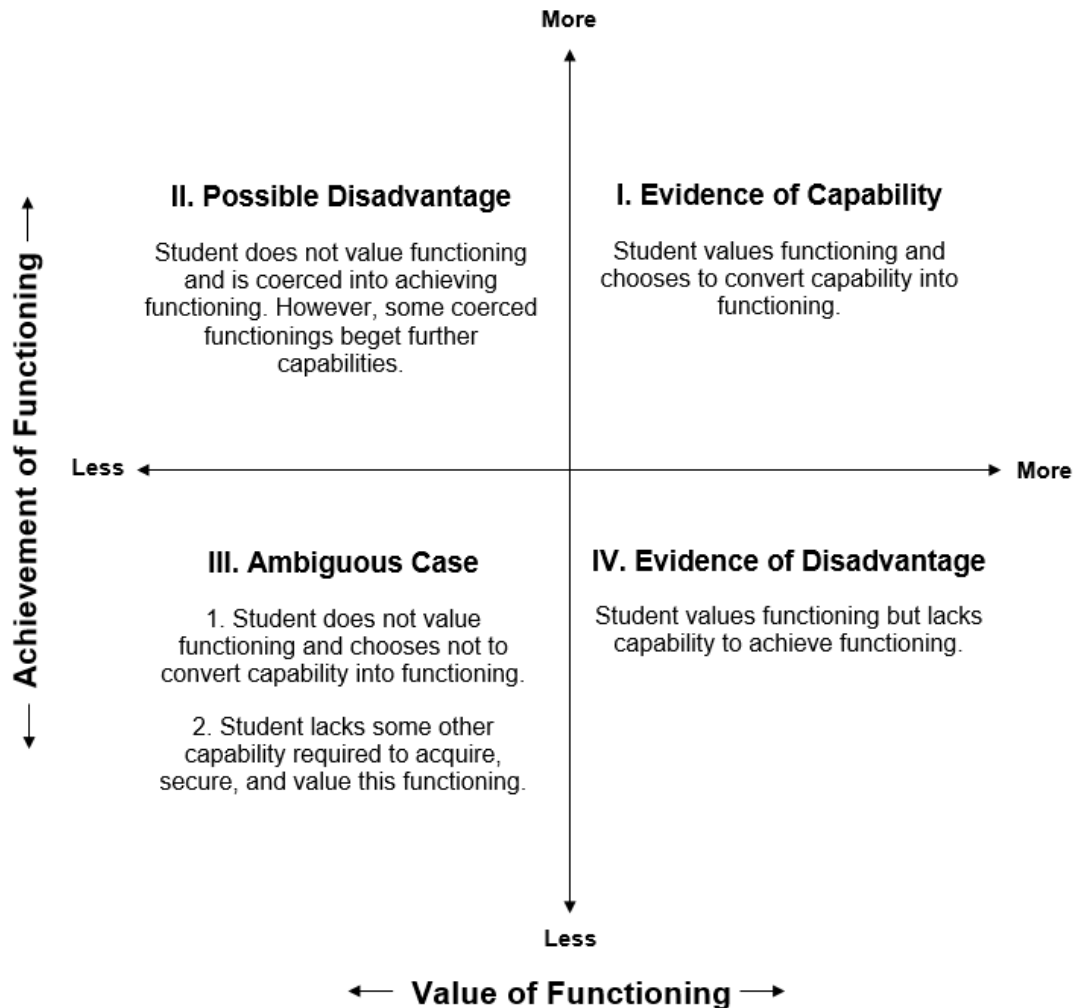 More
II. Possible Disadvantage
Student does not value functioning
and is coerced into achieving
functioning. However, some coerced
functionings beget further
capabilities.
I. Evidence of Capability
Student values functioning and
chooses to convert capability into
functioning.
Achievement of Functioning
Less
More
III. Ambiguous Case
1. Student does not value
functioning and chooses not to
convert capability into functioning.
2. Student lacks some other
capability required to acquire,
secure, and value this functioning.
IV. Evidence of Disadvantage
Student values functioning but lacks
capability to achieve functioning.
Less
Value of Functioning